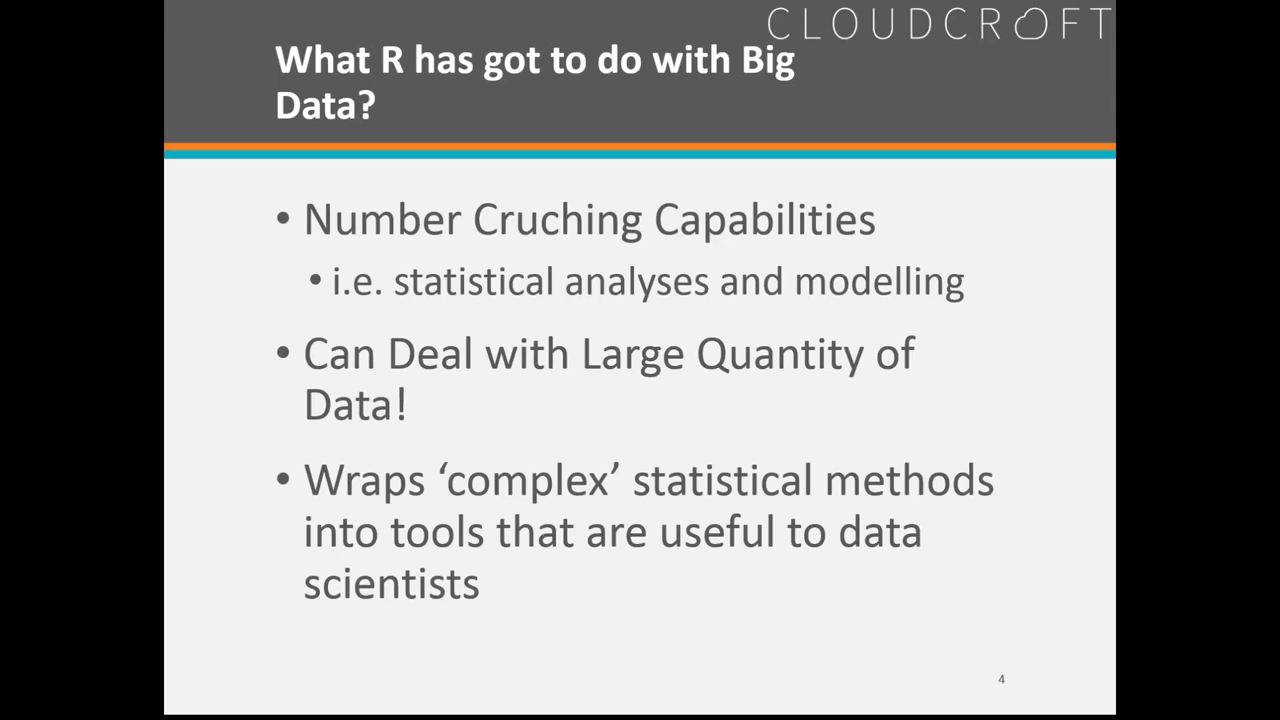 CLOUDCROFT
What R has got to do with Big
Data?
• Number Cruching Capabilities
• i.e. statistical analyses and modelling
• Can Deal with Large Quantity of
Data!
• Wraps ‘complex’ statistical methods
into tools that are useful to data
scientists
4